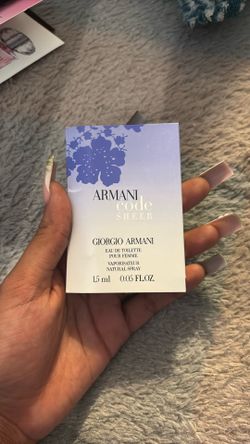 ARMANI
code
SHEER
GIORGIO ARMANI
EAU DE TOILETTE
POUR FEMME
VAPORISATEUR
NATURAL SPRAY
1.5 ml 0.05 FL.OZ.